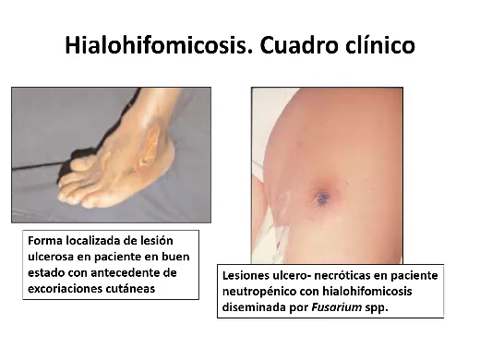 Hialohifomicosis. Cuadro clínico
Forma localizada de lesión
ulcerosa en paciente en buen
estado con antecedente de
excoriaciones cutáneas
Lesiones ulcero- necróticas en paciente
neutropénico con hialohifomicosis
diseminada por Fusarium spp.